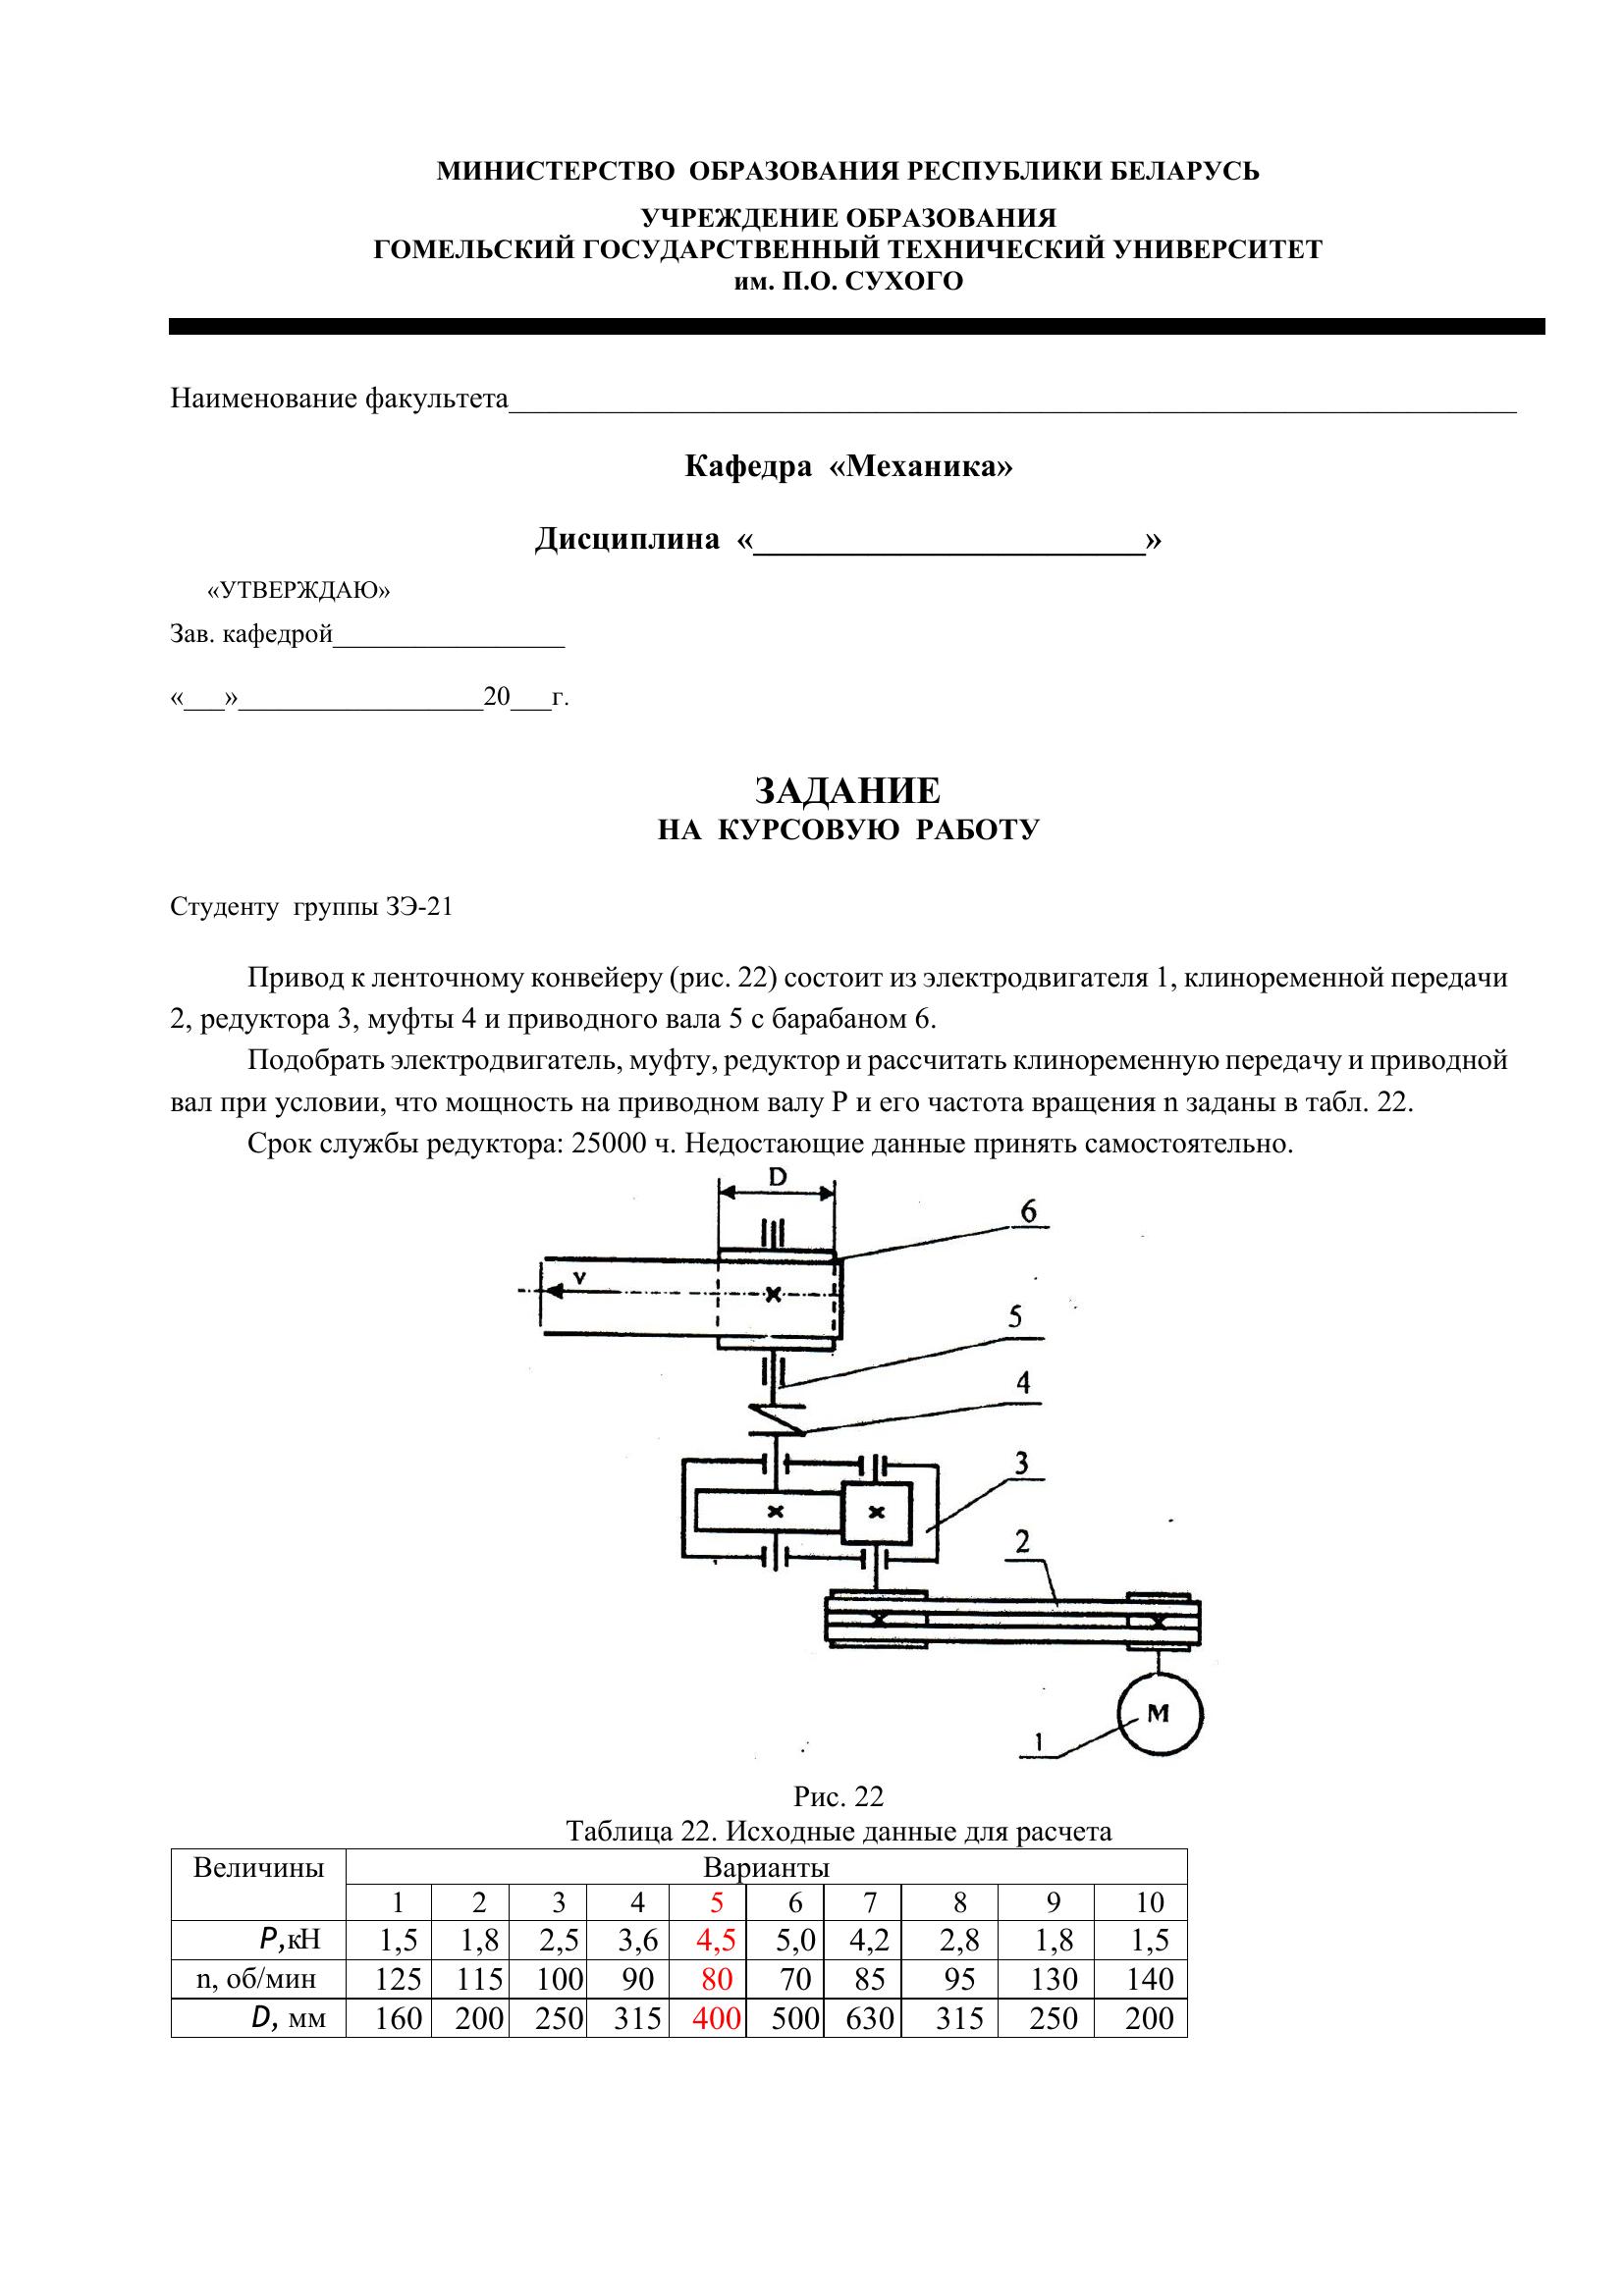 МИНИСТЕРСТВО ОБРАЗОВАНИЯ РЕСПУБЛИКИ БЕЛАРУСЬ
УЧРЕЖДЕНИЕ ОБРАЗОВАНИЯ
ГОМЕЛЬСКИЙ ГОСУДАРСТВЕННЫЙ ТЕХНИЧЕСКИЙ УНИВЕРСИТЕТ
им. П.О. СУХОГО
Наименование факультета____________________
Кафедра «Механика»
Дисциплина «____________________»
«УТВЕРЖДАЮ»
Зав. кафедрой_________________
«___»__________________20___г.
ЗАДАНИЕ
НА КУРСОВУЮ РАБОТУ
Студенту группы ЗЭ-21
Привод к ленточному конвейеру (рис. 22) состоит из электродвигателя 1, клиноременной передачи
2, редуктора 3, муфты 4 и приводного вала 5 с барабаном 6.
Подобрать электродвигатель, муфту, редуктор и рассчитать клиноременную передачу и приводной
вал при условии, что мощность на приводном валу Р и его частота вращения n заданы в табл. 22.
Срок службы редуктора: 25000 ч. Недостающие данные принять самостоятельно.
D
6
v
5
4
3
2
M
1
Рис. 22
Таблица 22. Исходные данные для расчета
Величины Варианты
1 2 3 4 5 6 7 8 9 10
P,кН 1,5 1,8 2,5 3,6 4,5 5,0 4,2 2,8 1,8 1,5
n, об/мин 125 115 100 90 80 70 85 95 130 140
D, мм 160 200 250 315 400 500 630 315 250 200